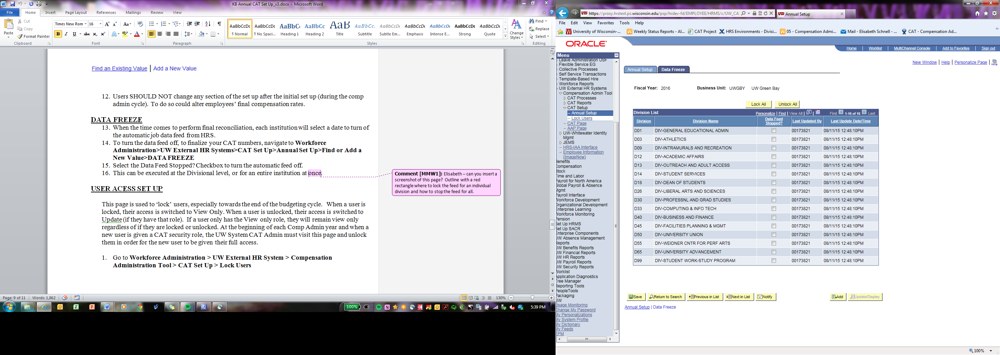 KB Annual CAT Set Up_v3.docx - Microsoft Word
File Home Insert Page Layout References Mailings Review View
Paste
Cut
Copy
Format Painter
Clipboard
Times New Rom 16
Font
Paragraph
AaBbCcDc AaBbCcDc AaBbC AaBbCc AaB AaBbCc. AaBbCcDı AaBbCcDı AaBbCcDı AaBbCcDc AaBbCcDı
¶ Normal ¶ No Spaci... Heading 1 Heading 2 Title Subtitle Subtle Em... Emphasis Intense E... Strong Quote
Change Styles
Styles
Find
Replace
Select
Editing
Find an Existing Value | Add a New Value
12. Users SHOULD NOT change any section of the set up after the initial set up (during the comp
admin cycle). To do so could alter employees’ final compensation rates.
DATA FREEZE
13. When the time comes to perform final reconciliation, each institution will select a date to turn of
the automatic job data feed from HRS.
14. To turn the data feed off, to finalize your CAT numbers, navigate to Workforce
Administration>UW External HR Systems>CAT Set Up>Annual Set Up>Find or Add a
New Value>DATA FREEZE
15. Select the Data Feed Stopped? Checkbox to turn the automatic feed off.
16. This can be executed at the Divisional level, or for an entire institution at once.
Comment [MMW1]: Elisabeth – can you insert a
screenshot of this page? Outline with a red
rectangle where to lock the feed for an individual
division and how to stop the feed for all.
USER ACESS SET UP
This page is used to ‘lock’ users, especially towards the end of the budgeting cycle. When a user is
locked, their access is switched to View Only. When a user is unlocked, their access is switched to
Update (if they have that role). If a user only has the View only role, they will remain view only
regardless of if they are locked or unlocked. At the beginning of each Comp Admin year and when a
new user is given a CAT security role, the UW System CAT Admin must visit this page and unlock
them in order for the new user to be given their full access.
1. Go to Workforce Administration > UW External HR System > Compensation
Administration Tool > CAT Set Up > Lock Users
Page: 9 of 11 Words: 1,862 130%
100% 5:39 PM
https://proxy.hrstest.ps.wisconsin.edu/psp/hrdev-fd/EMPLOYEE/HRMS/c/UW_CA
Annual Setup
File Edit View Favorites Tools Help
University of Wisconsin-... Weekly Status Reports - Al... CAT Project HRS Environments - Divisi... 05 - Compensation Admi... Mail - Elisabeth Schnell - ... CAT - Compensation Ad...
ORACLE
Home | Worklist | MultiChannel Console | Add to Favorites | Sign out
New Window | Help | Personalize Page | http
Menu
Leave Administration USF
Flexible Service EG
Collective Processes
Self Service Transactions
Template-Based Hire
Workforce Reports
UW External HR Systems
Compensation Admin Tool
CAT Processes
CAT Reports
CAT Setup
– Annual Setup
– Lock Users
– CAT Page
– AAP Page
UW-Whitewater Identity
Mgmt
JEMS
– HRS-IAA Interface
– Employee Information
(ImageNow)
Benefits
Compensation
Stock
Time and Labor
Payroll for North America
Global Payroll & Absence
Mgmt
Payroll Interface
Workforce Development
Organizational Development
Enterprise Learning
Workforce Monitoring
Pension
Set Up HRMS
Set Up SACR
Enterprise Components
UW Absence Management
Reports
UW Benefits Reports
UW Financial Reports
UW HR Reports
UW Payroll Reports
UW Security Reports
Worklist
Application Diagnostics
Tree Manager
Reporting Tools
PeopleTools
Packaging
UW
Usage Monitoring
Change My Password
My Personalizations
My System Profile
My Dictionary
My Feeds
EPM
Annual Setup Data Freeze
Fiscal Year: 2016 Business Unit: UWGBY UW Green Bay
Lock All Unlock All
Division List Personalize | Find | View All | First 1-16 of 16 Last
Division Division Name Data Feed Stopped? Last Updated By Last Update Date/Time
D01 DIV-GENERAL EDUCATIONAL ADMIN 00173821 08/11/15 12:48:10PM
D03 DIV-ATHLETICS 00173821 08/11/15 12:48:10PM
D09 DIV-INTRAMURALS AND RECREATION 00173821 08/11/15 12:48:10PM
D12 DIV-ACADEMIC AFFAIRS 00173821 08/11/15 12:48:10PM
D13 DIV-OUTREACH AND ADULT ACCESS 00173821 08/11/15 12:48:10PM
D14 DIV-STUDENT SERVICES 00173821 08/11/15 12:48:10PM
D18 DIV-DEAN OF STUDENTS 00173821 08/11/15 12:48:10PM
D26 DIV-LIBERAL ARTS AND SCIENCES 00173821 08/11/15 12:48:10PM
D30 DIV-PROFESSNL AND GRAD STUDIES 00173821 08/11/15 12:48:10PM
D33 DIV-COMPUTING & INFO TECH 00173821 08/11/15 12:48:10PM
D40 DIV-BUSINESS AND FINANCE 00173821 08/11/15 12:48:10PM
D45 DIV-FACILITIES PLANNING & MGMT 00173821 08/11/15 12:48:10PM
D50 DIV-UNIVERSITY UNION 00173821 08/11/15 12:48:10PM
D55 DIV-WEIDNER CNTR FOR PERF ARTS 00173821 08/11/15 12:48:10PM
D65 DIV-UNIVERSITY ADVANCEMENT 00173821 08/11/15 12:48:10PM
D99 DIV-STUDENT WORK-STUDY PROGRAM 00173821 08/11/15 12:48:10PM
Save Return to Search Previous in List Next in List Notify Add Update/Display
Annual Setup | Data Freeze
100%